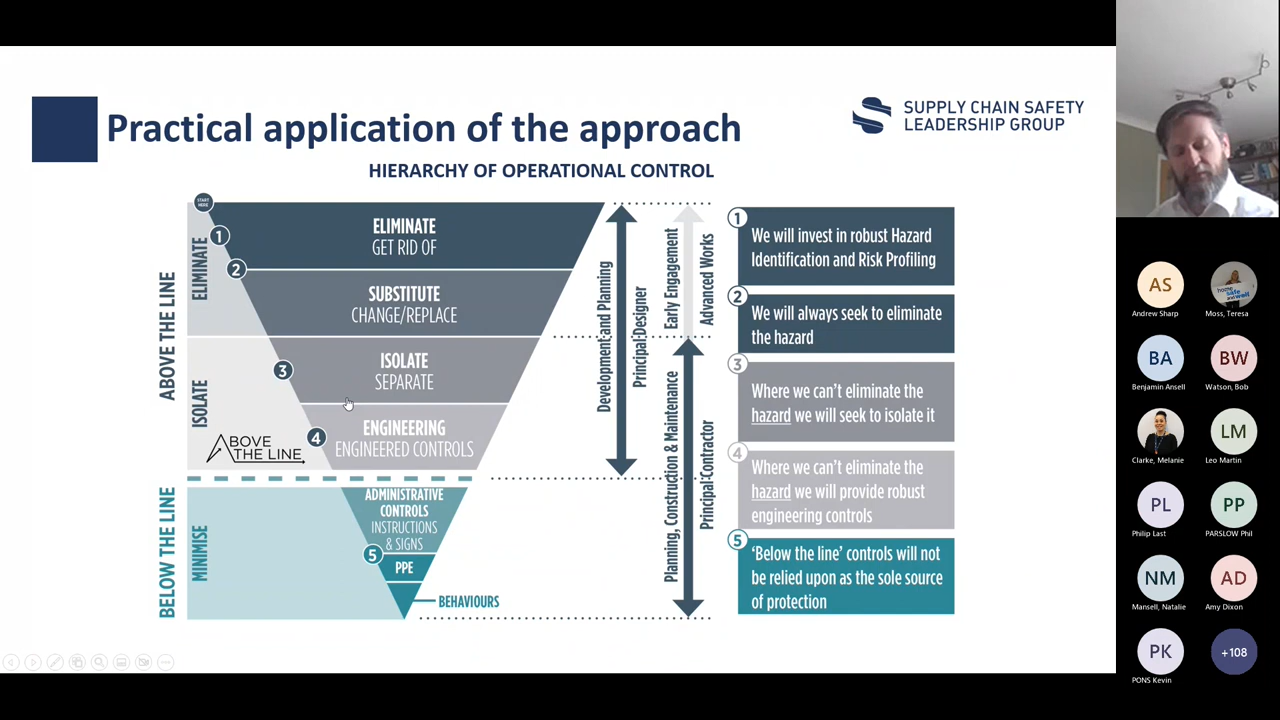 Practical application of the approach
SUPPLY CHAIN SAFETY
LEADERSHIP GROUP
HIERARCHY OF OPERATIONAL CONTROL
START
HERE
ABOVE THE LINE
ELIMINATE
1
2
ELIMINATE
GET RID OF
SUBSTITUTE
CHANGE/REPLACE
ISOLATE
3
4
ISOLATE
SEPARATE
ENGINEERING
ENGINEERED CONTROLS
ABOVE
THE LINE
BELOW THE LINE
MINIMISE
ADMINISTRATIVE
CONTROLS
INSTRUCTIONS
& SIGNS
5
PPE
BEHAVIOURS
Development and Planning
Principal Designer
Early Engagement
Advanced Works
Planning, Construction & Maintenance
Principal Contractor
1
We will invest in robust Hazard
Identification and Risk Profiling
2
We will always seek to eliminate
the hazard
3
Where we can't eliminate the
hazard we will seek to isolate it
4
Where we can't eliminate the
hazard we will provide robust
engineering controls
5
'Below the line' controls will not
be relied upon as the sole source
of protection
AS
Andrew Sharp
home
safe and
well
Moss, Teresa
BA
Benjamin Ansell
BW
Watson, Bob
Clarke, Melanie
LM
Leo Martin
PL
Philip Last
PP
PARSLOW Phil
NM
Mansell, Natalie
AD
Amy Dixon
PK
PONS Kevin
+108